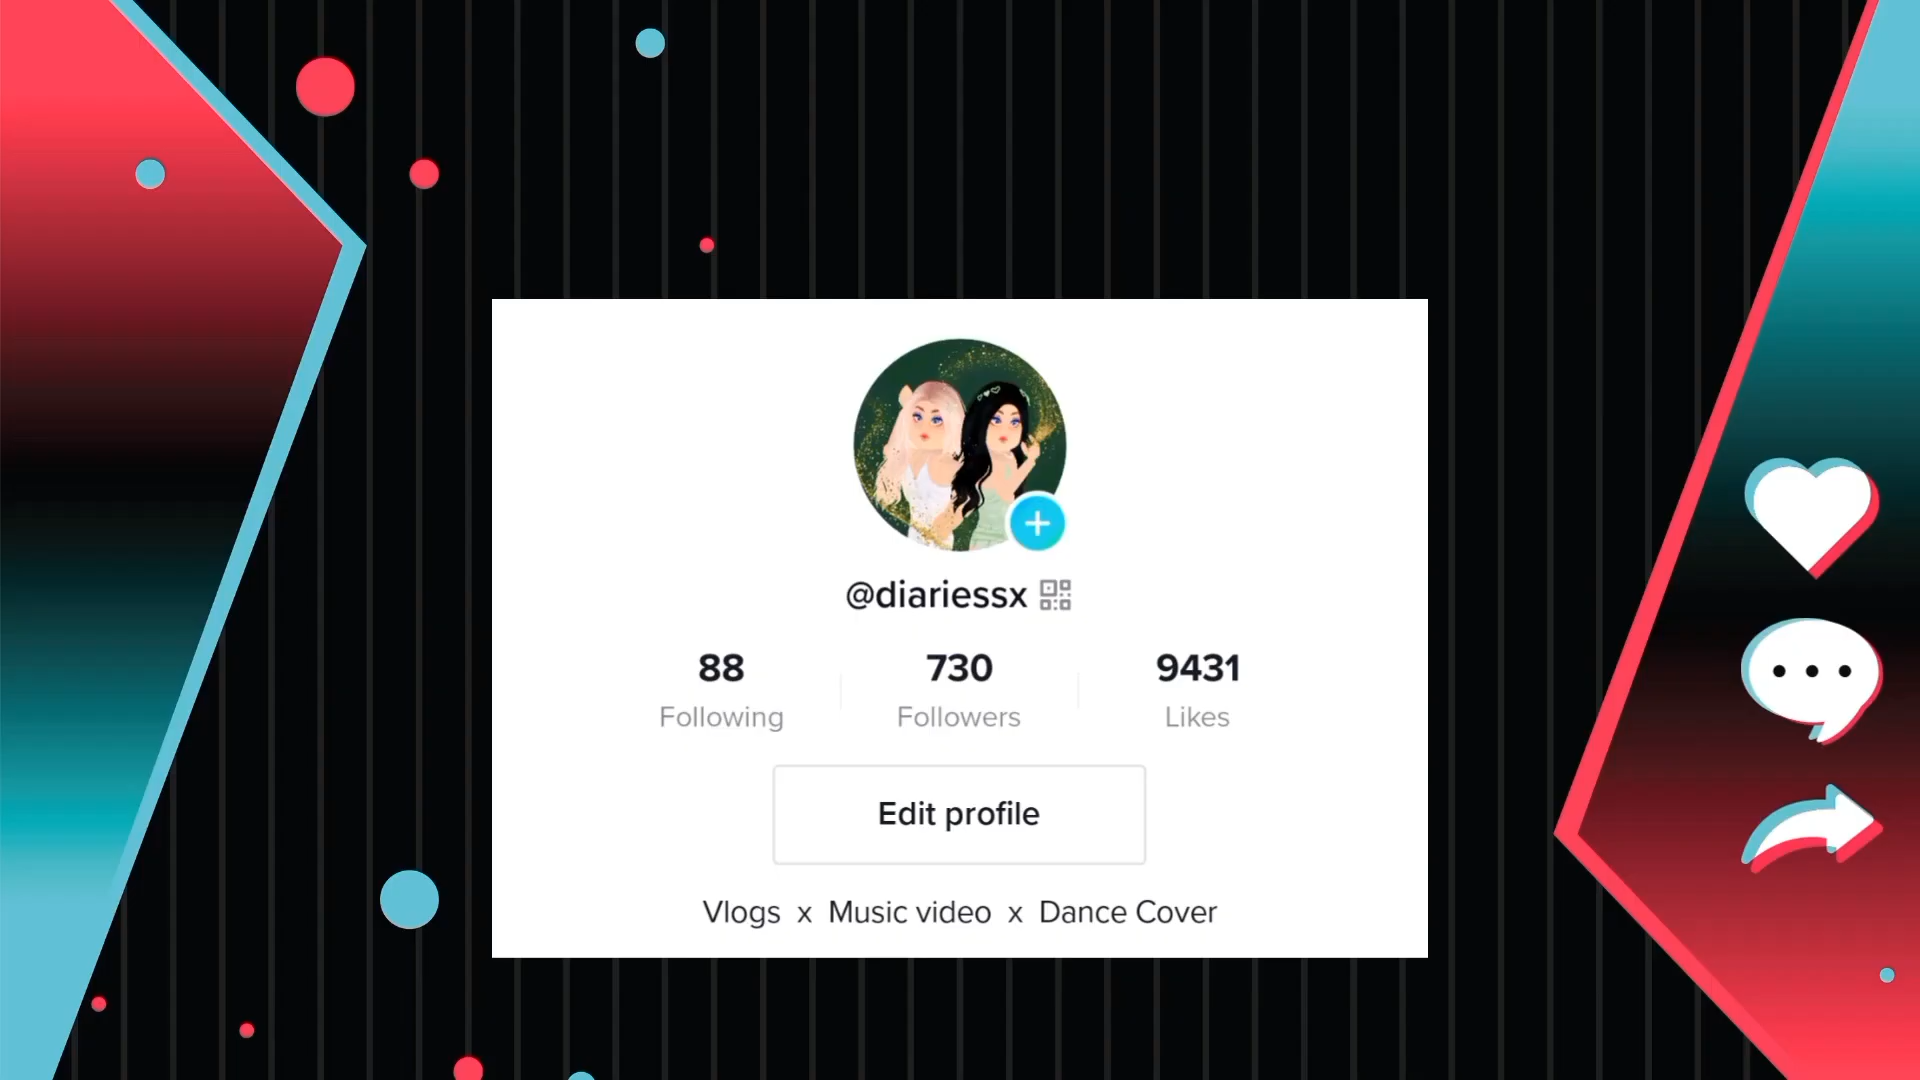 @diariessx
88 730 9431
Following Followers Likes
Edit profile
Vlogs x Music video x Dance Cover